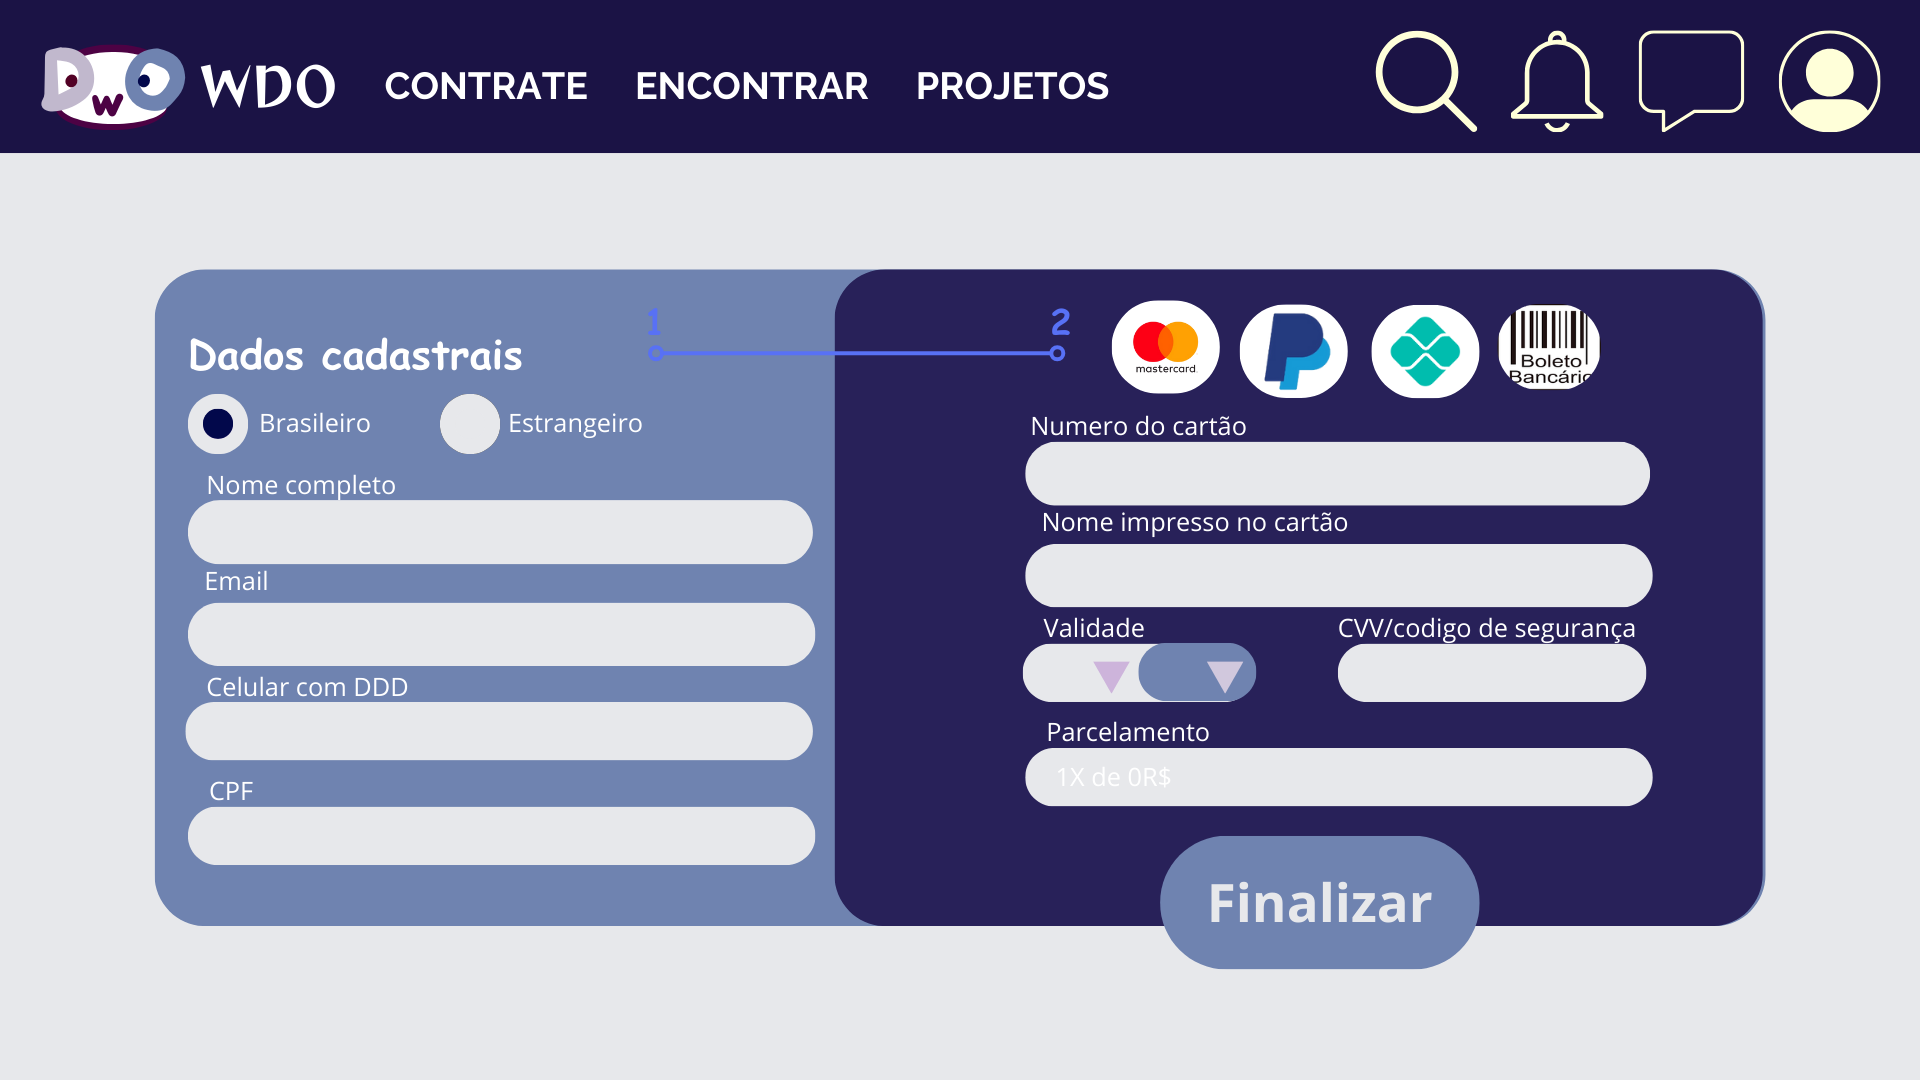 DWO WDO CONTRATE ENCONTRAR PROJETOS
Dados cadastrais
1
2
Brasileiro Estrangeiro
Nome completo
Email
Celular com DDD
CPF
mastercard
Boleto
Bancário
Numero do cartão
Nome impresso no cartão
Validade CVV/codigo de segurança
Parcelamento
1X de 0R$
Finalizar